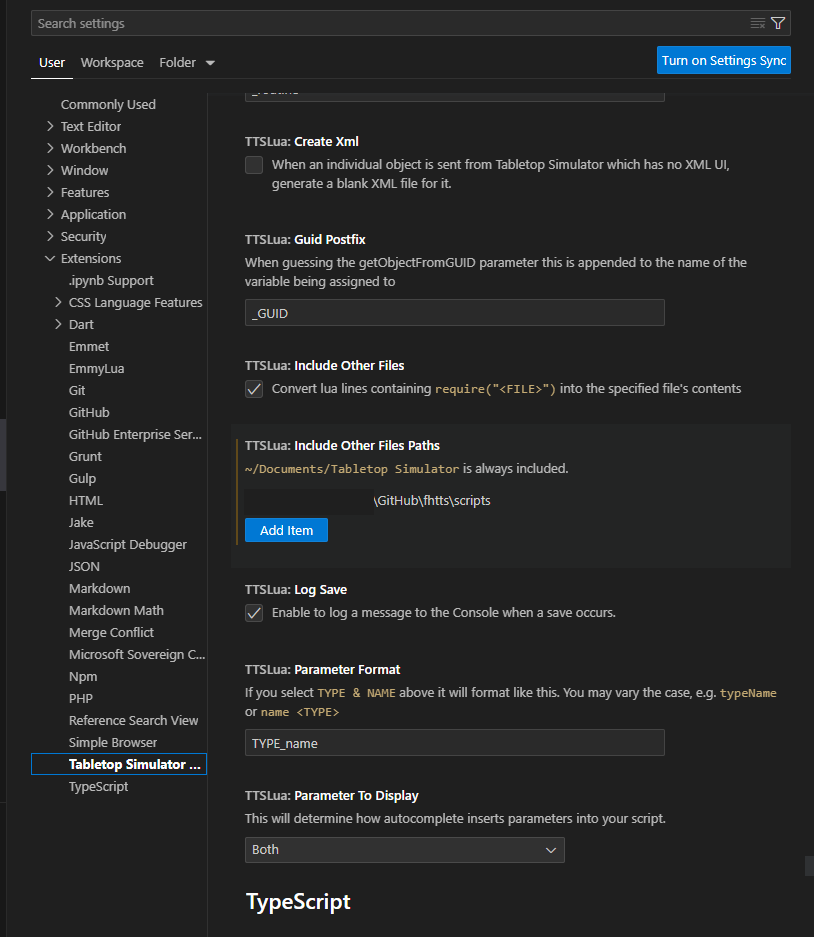 Search settings
User Workspace Folder
Turn on Settings Sync
Commonly Used
Text Editor
Workbench
Window
Features
Application
Security
Extensions
.ipynb Support
CSS Language Features
Dart
Emmet
EmmyLua
Git
GitHub
GitHub Enterprise Ser...
Grunt
Gulp
HTML
Jake
JavaScript Debugger
JSON
Markdown
Markdown Math
Merge Conflict
Microsoft Sovereign C...
Npm
PHP
Reference Search View
Simple Browser
Tabletop Simulator ...
TypeScript
TTSLua: Create Xml
When an individual object is sent from Tabletop Simulator which has no XML UI,
generate a blank XML file for it.
TTSLua: Guid Postfix
When guessing the getObjectFromGUID parameter this is appended to the name of the
variable being assigned to
_GUID
TTSLua: Include Other Files
Convert lua lines containing require("<FILE>") into the specified file's contents
TTSLua: Include Other Files Paths
~/Documents/Tabletop Simulator is always included.
\GitHub\fhtts\scripts
Add Item
TTSLua: Log Save
Enable to log a message to the Console when a save occurs.
TTSLua: Parameter Format
If you select TYPE & NAME above it will format like this. You may vary the case, e.g. typeName
or name <TYPE>
TYPE_name
TTSLua: Parameter To Display
This will determine how autocomplete inserts parameters into your script.
Both
TypeScript